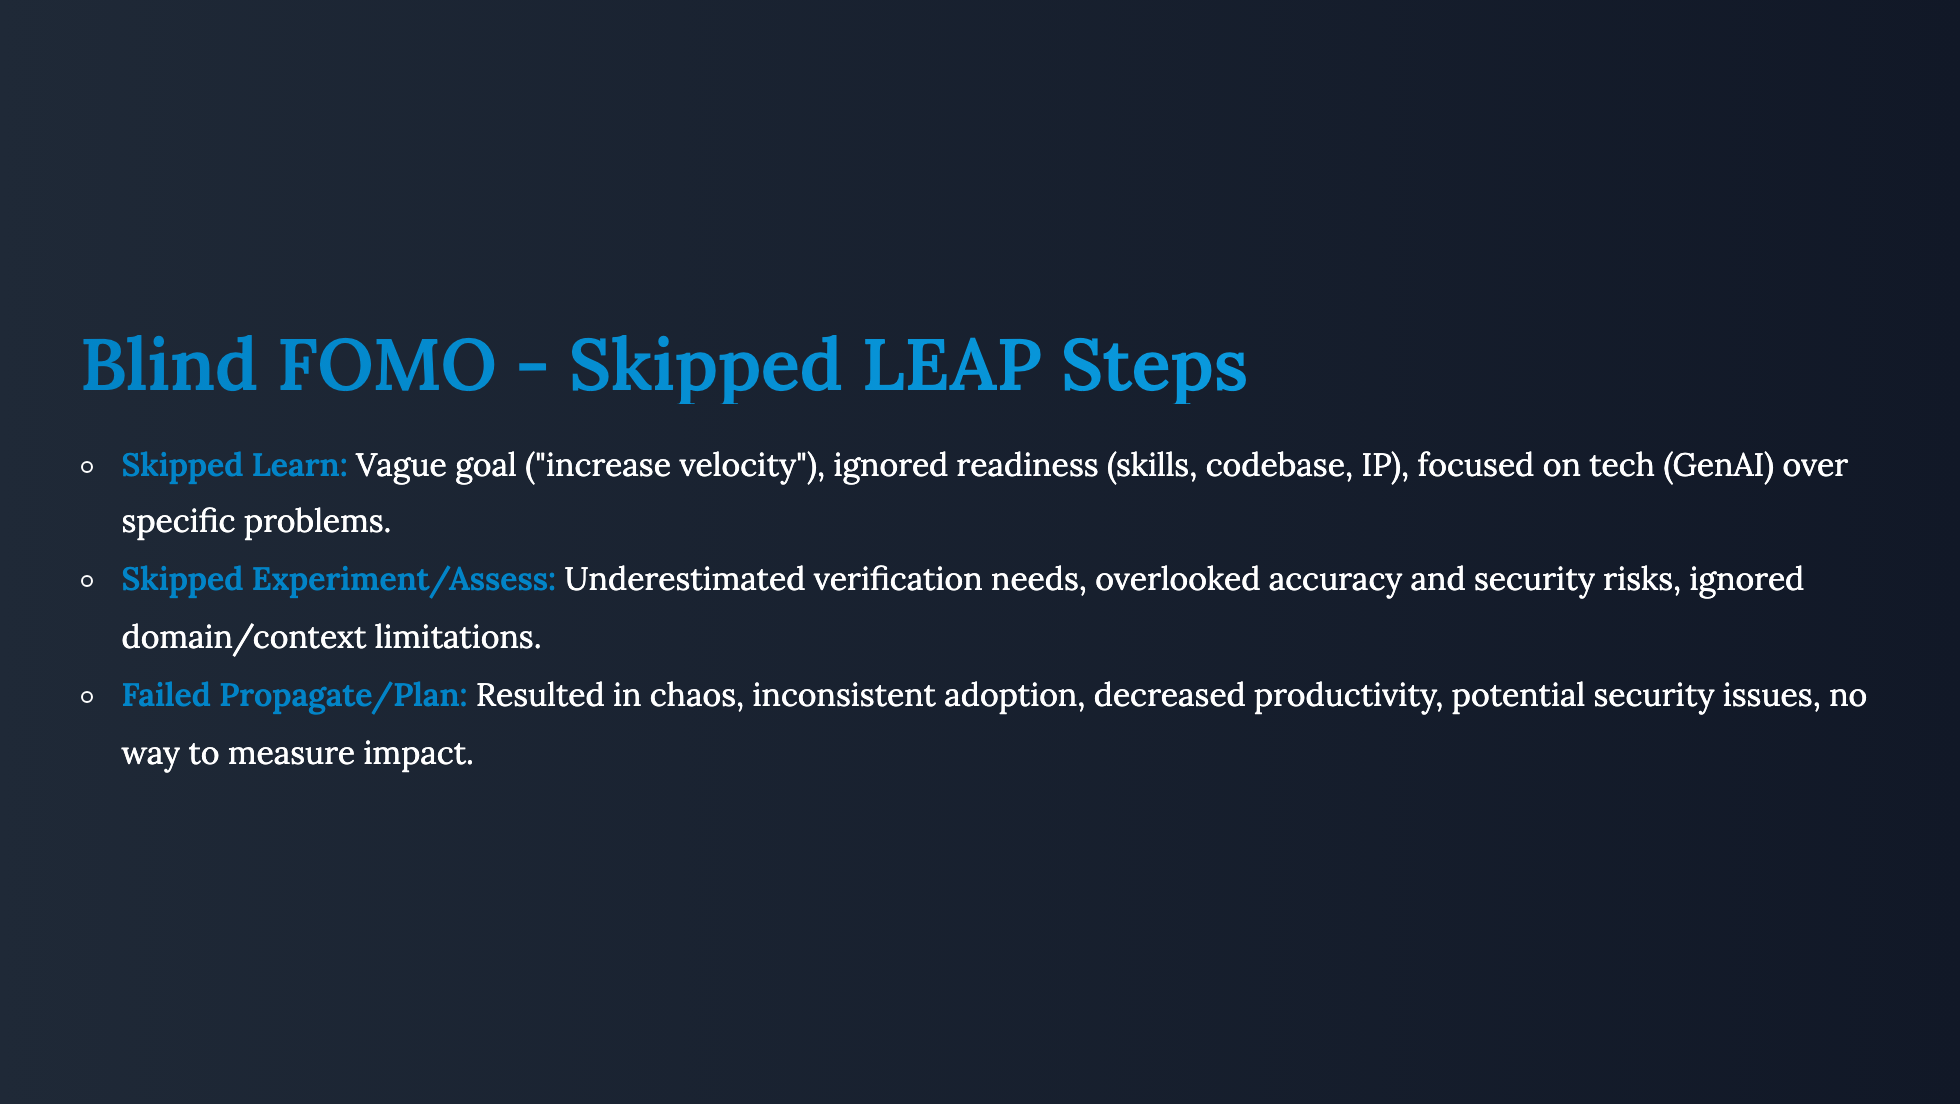 Blind FOMO - Skipped LEAP Steps
Skipped Learn: Vague goal ("increase velocity"), ignored readiness (skills, codebase, IP), focused on tech (GenAI) over
specific problems.
Skipped Experiment/Assess: Underestimated verification needs, overlooked accuracy and security risks, ignored
domain/context limitations.
Failed Propagate/Plan: Resulted in chaos, inconsistent adoption, decreased productivity, potential security issues, no
way to measure impact.